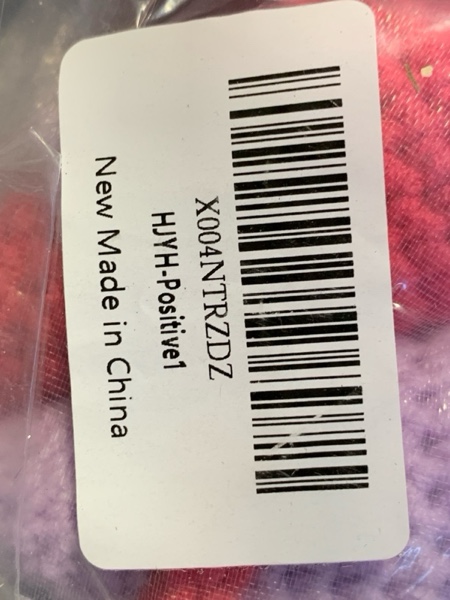 X004NTRZDZ
HJYH-Positive1
New Made in China